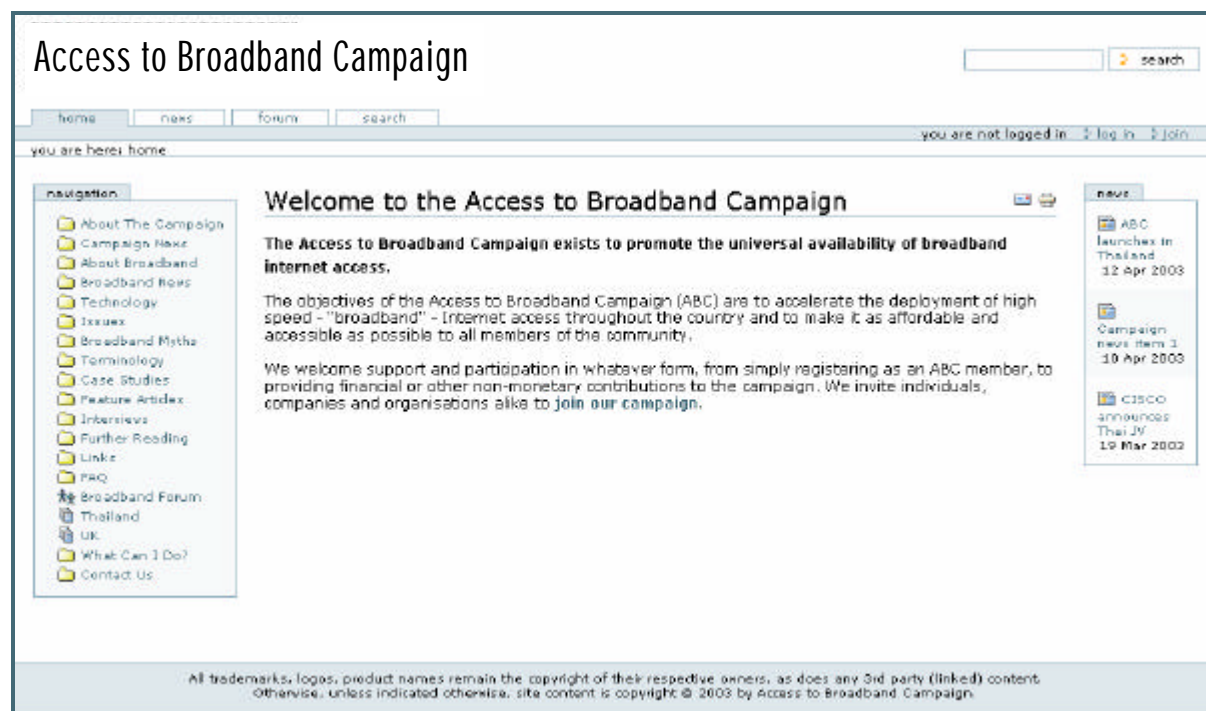 Access to Broadband Campaign
search
home news forum search
you are not logged in log in join
you are here: home
navigation
About The Campaign
Campaign News
About Broadband
Broadband News
Technology
Issues
Broadband Myths
Terminology
Case Studies
Feature Articles
Interviews
Further Reading
Links
FAQ
Broadband Forum
Thailand
UK
What Can I Do?
Contact Us
Welcome to the Access to Broadband Campaign
The Access to Broadband Campaign exists to promote the universal availability of broadband
internet access.
The objectives of the Access to Broadband Campaign (ABC) are to accelerate the deployment of high
speed - "broadband" - Internet access throughout the country and to make it as affordable and
accessible as possible to all members of the community.
We welcome support and participation in whatever form, from simply registering as an ABC member, to
providing financial or other non-monetary contributions to the campaign. We invite individuals,
companies and organisations alike to join our campaign.
news
ABC
launches in
Thailand
12 Apr 2003
Campaign
news item 1
10 Apr 2003
CISCO
announces
Thai JV
19 Mar 2003
All trademarks, logos, product names remain the copyright of their respective owners, as does any 3rd party (linked) content.
Otherwise, unless indicated otherwise, site content is copyright © 2003 by Access to Broadband Campaign.